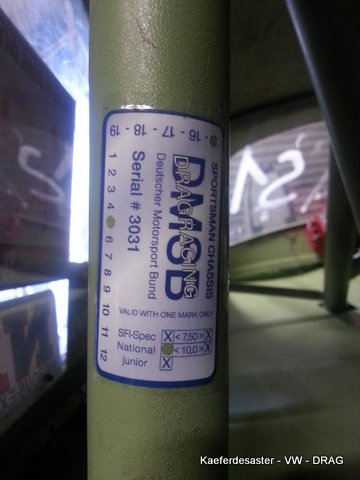 - 16 - 17 - 18 - 19
SPORTSMAN CHASSIS
DMSB
DRAGRACING
Deutscher Motorsport Bund
Serial # 3031
1 2 3 4 6 7 8 9 10 11 12
VALID WITH ONE MARK ONLY
SFI-Spec X < 7,50 > X
National < 10,0 > X
junior X
Kaeferdesaster - VW - DRAG